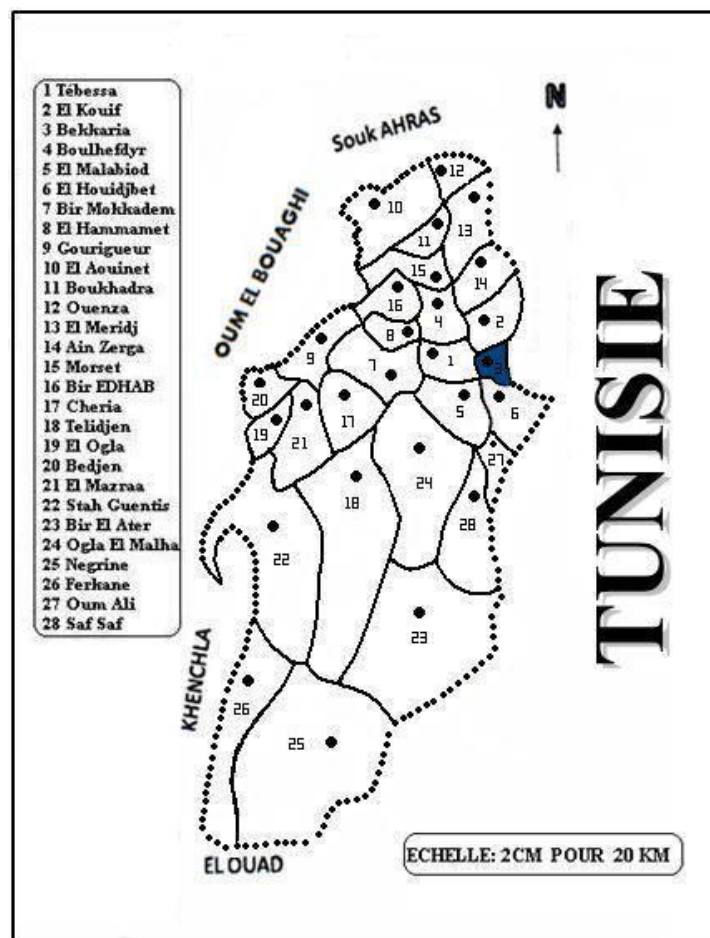 1 Tébessa
2 El Kouif
3 Bekkaria
4 Boulhefdyr
5 El Malabiod
6 El Houidjbet
7 Bir Mokkadem
8 El Hammamet
9 Gourigueur
10 El Aouinet
11 Boukhadra
12 Ouenza
13 El Meridj
14 Ain Zerga
15 Morset
16 Bir EDHAB
17 Cheria
18 Telidjen
19 El Ogla
20 Bedjen
21 El Mazraa
22 Stah Guentis
23 Bir El Ater
24 Ogla El Malha
25 Negrine
26 Ferkane
27 Oum Ali
28 Saf Saf
Souk AHRAS
N
OUM EL BOUAGHI
TUNISIE
12
10
13
11
15
14
16
4
2
8
9
1
3
7
20
5
6
17
19
21
27
24
18
28
22
23
KHENCHLA
26
25
EL OUAD
ECHELLE: 2CM POUR 20 KM